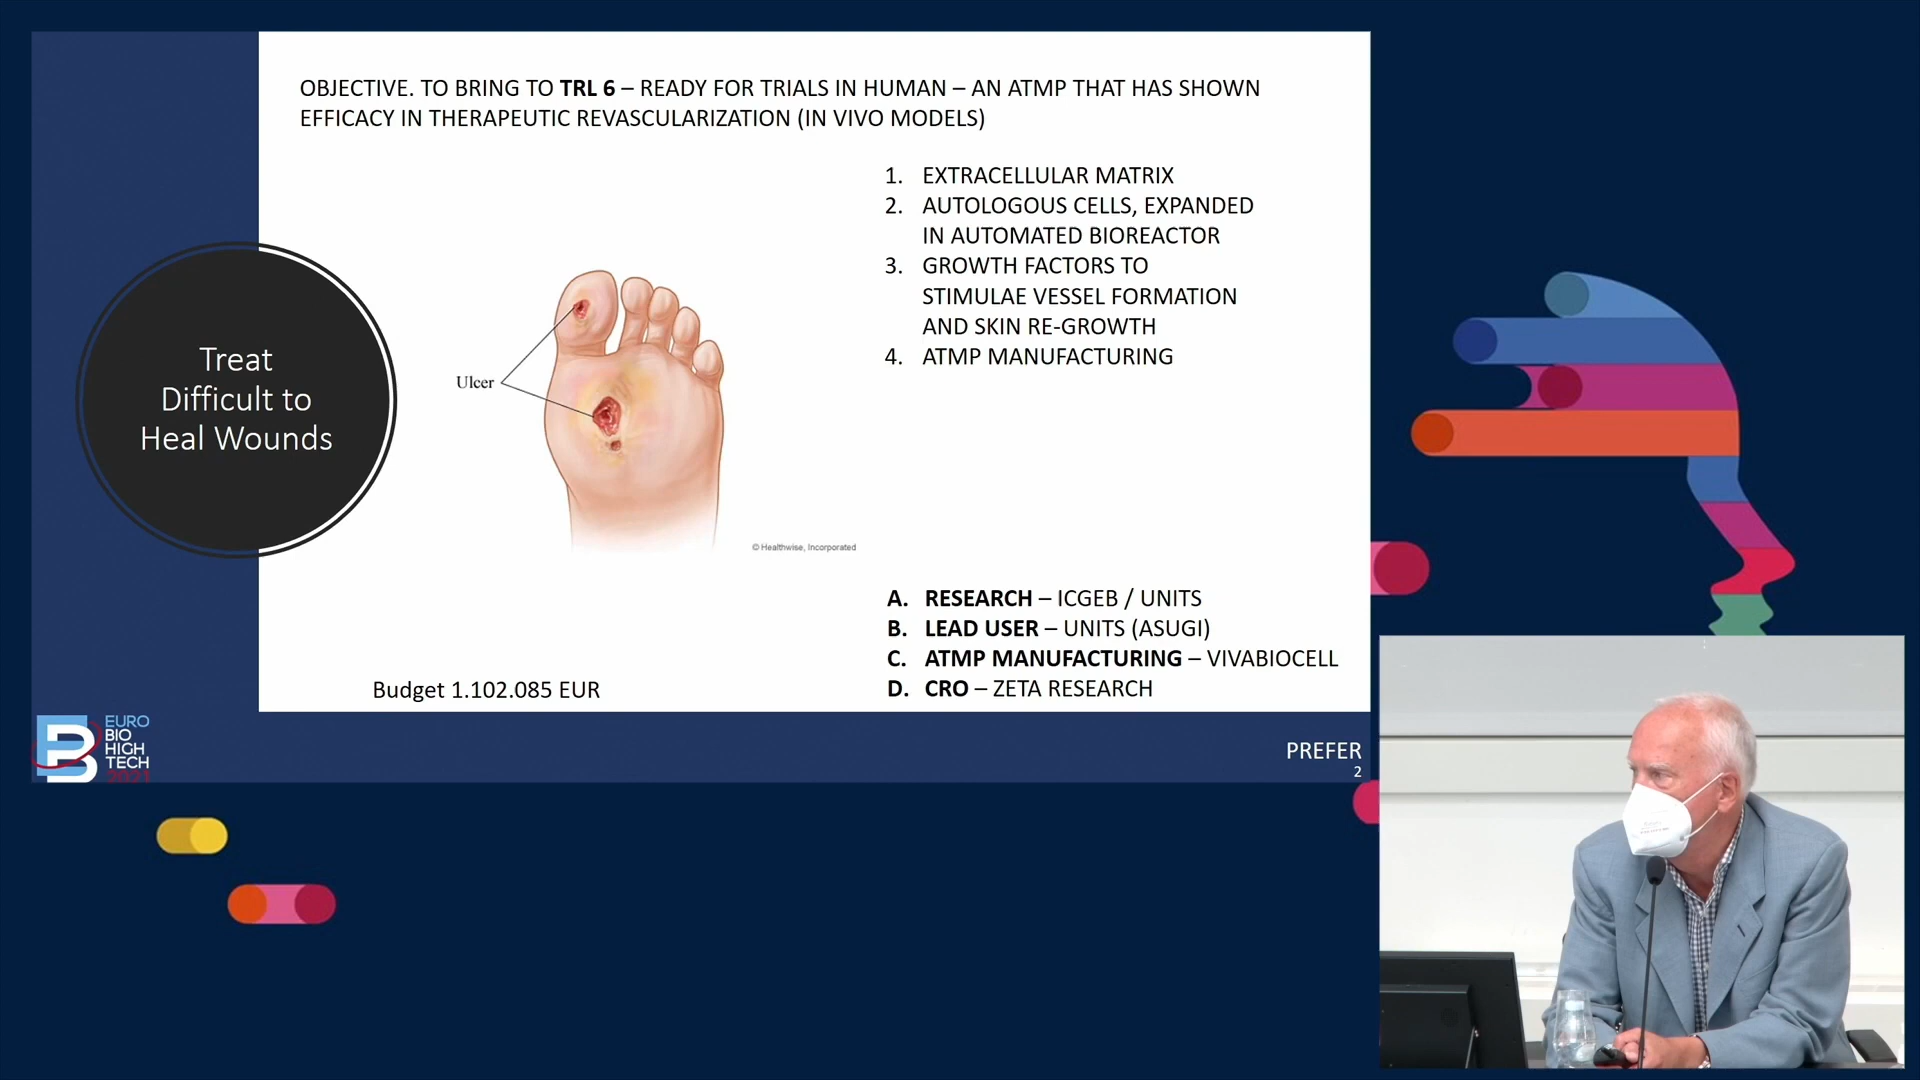 OBJECTIVE. TO BRING TO TRL 6 – READY FOR TRIALS IN HUMAN – AN ATMP THAT HAS SHOWN
EFFICACY IN THERAPEUTIC REVASCULARIZATION (IN VIVO MODELS)
Treat
Difficult to
Heal Wounds
Ulcer
© Healthwise, Incorporated
1. EXTRACELLULAR MATRIX
2. AUTOLOGOUS CELLS, EXPANDED
IN AUTOMATED BIOREACTOR
3. GROWTH FACTORS TO
STIMULAE VESSEL FORMATION
AND SKIN RE-GROWTH
4. ATMP MANUFACTURING
A. RESEARCH – ICGEB / UNITS
B. LEAD USER – UNITS (ASUGI)
C. ATMP MANUFACTURING – VIVABIOCELL
D. CRO – ZETA RESEARCH
Budget 1.102.085 EUR
EURO
BIO
HIGH
TECH
2021
PREFER
2